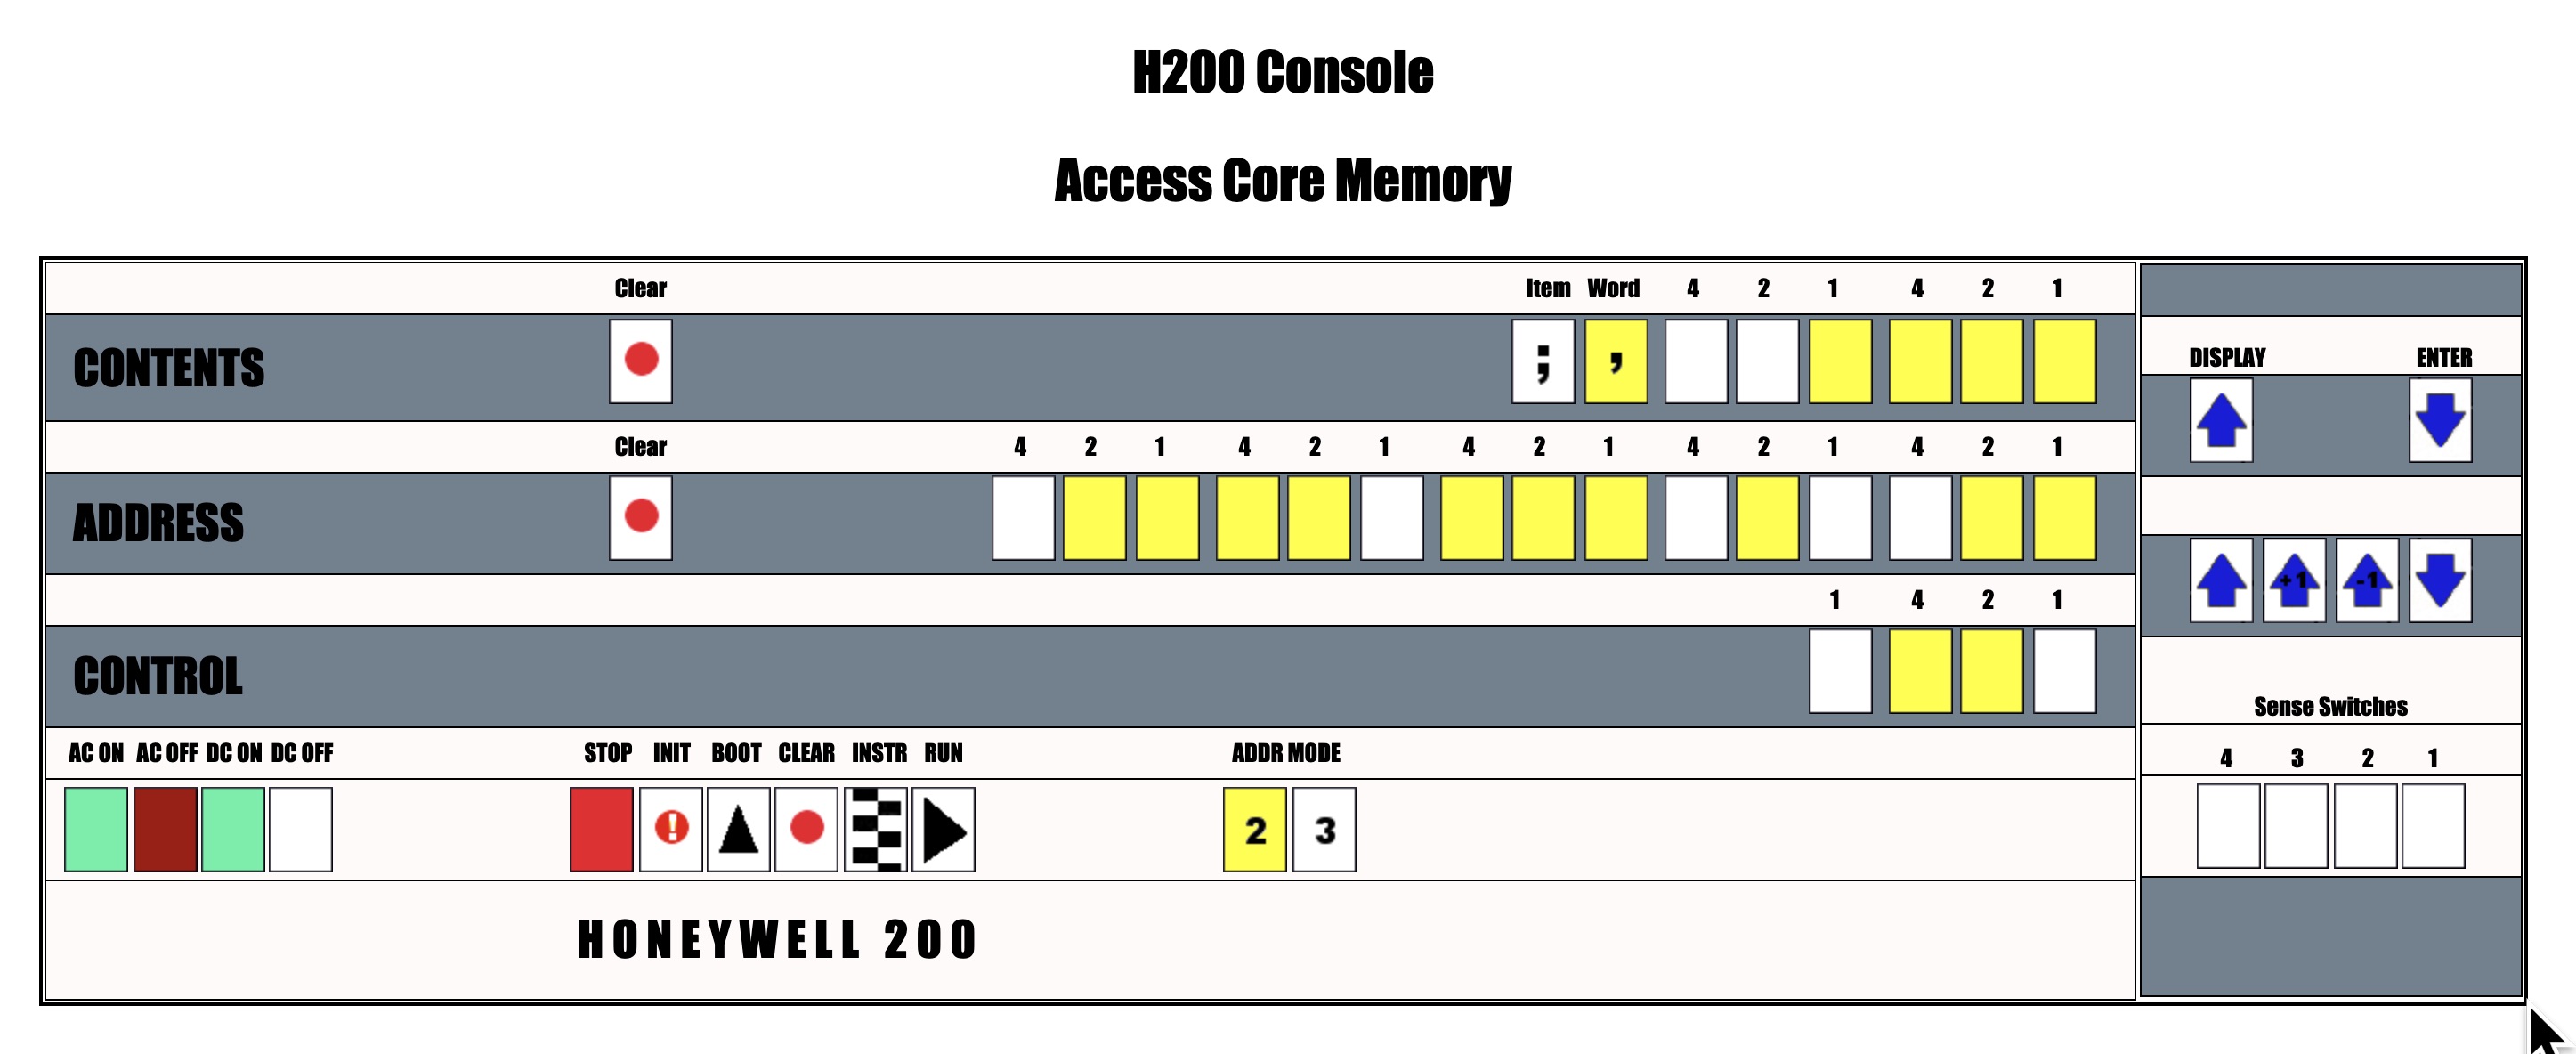 H200 Console
Access Core Memory
Clear Item Word 4 2 1 4 2 1
CONTENTS ; ,
DISPLAY ENTER
Clear 4 2 1 4 2 1 4 2 1 4 2 1 4 2 1
ADDRESS
+1 -1
1 4 2 1
CONTROL
Sense Switches
AC ON AC OFF DC ON DC OFF STOP INIT BOOT CLEAR INSTR RUN ADDR MODE
4 3 2 1
! 2 3
HONEYWELL 200